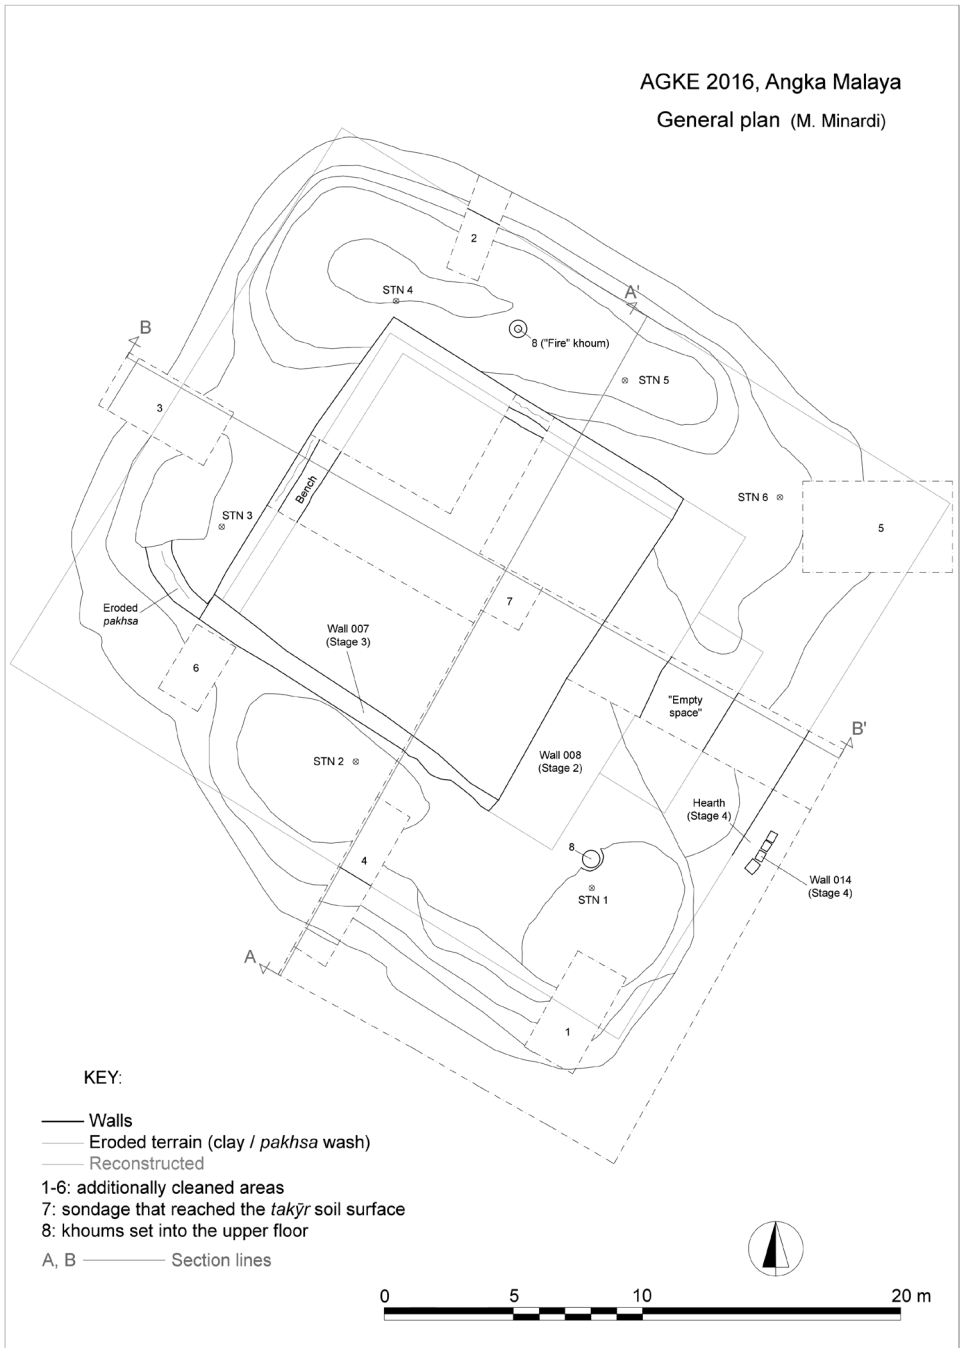 AGKE 2016, Angka Malaya
General plan (M. Minardi)
2
STN 4
A'
B
8 ("Fire" khoum)
STN 5
3
Bench
STN 6
STN 3
5
7
Eroded
pakhsa
Wall 007
(Stage 3)
6
"Empty
space"
B'
STN 2
Wall 008
(Stage 2)
Hearth
(Stage 4)
8
4
Wall 014
(Stage 4)
STN 1
A
1
KEY:
Walls
Eroded terrain (clay / pakhsa wash)
Reconstructed
1-6: additionally cleaned areas
7: sondage that reached the takȳr soil surface
8: khoums set into the upper floor
A, B Section lines
0 5 10 20 m